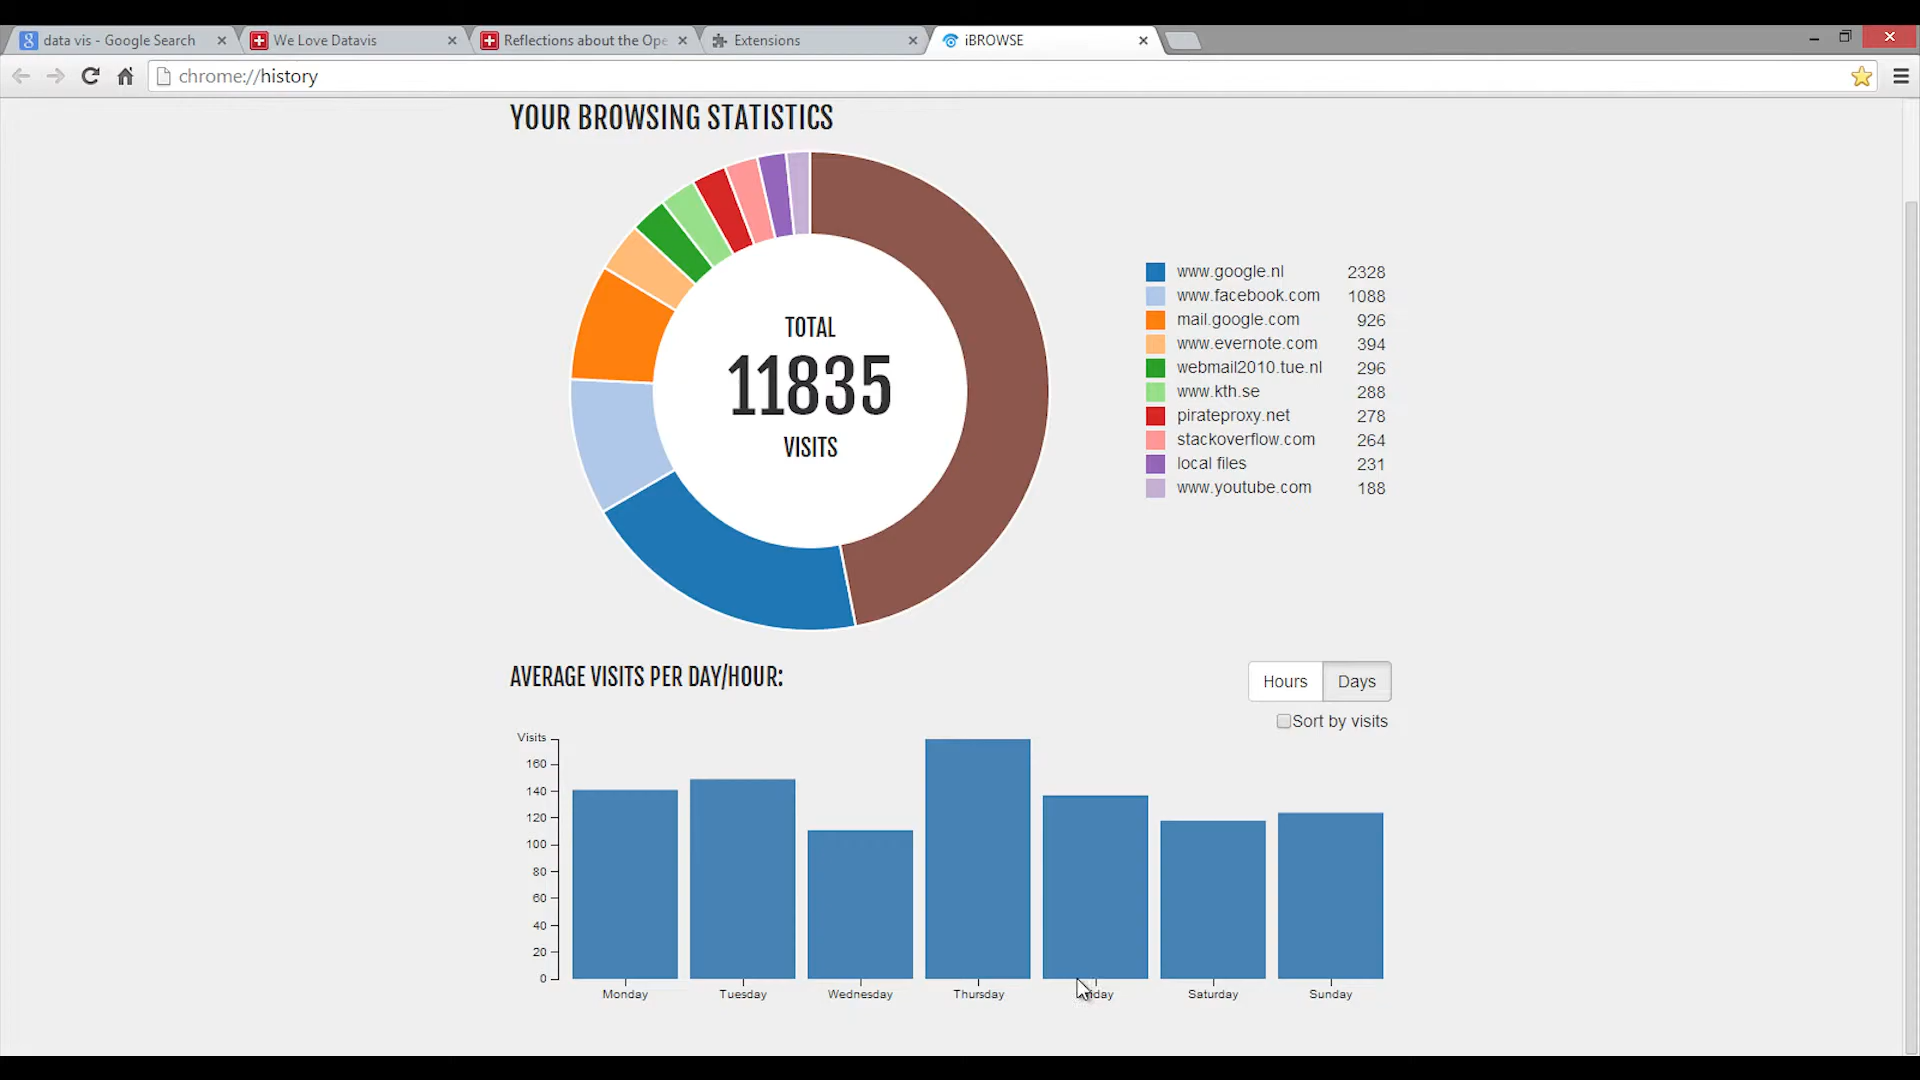 data vis - Google Search
We Love Datavis
Reflections about the Ope
Extensions
iBROWSE
chrome://history
YOUR BROWSING STATISTICS
TOTAL
11835
VISITS
www.google.nl 2328
www.facebook.com 1088
mail.google.com 926
www.evernote.com 394
webmail2010.tue.nl 296
www.kth.se 288
pirateproxy.net 278
stackoverflow.com 264
local files 231
www.youtube.com 188
AVERAGE VISITS PER DAY/HOUR:
Hours Days
Sort by visits
Visits
160
140
120
100
80
60
40
20
0
Monday Tuesday Wednesday Thursday Friday Saturday Sunday